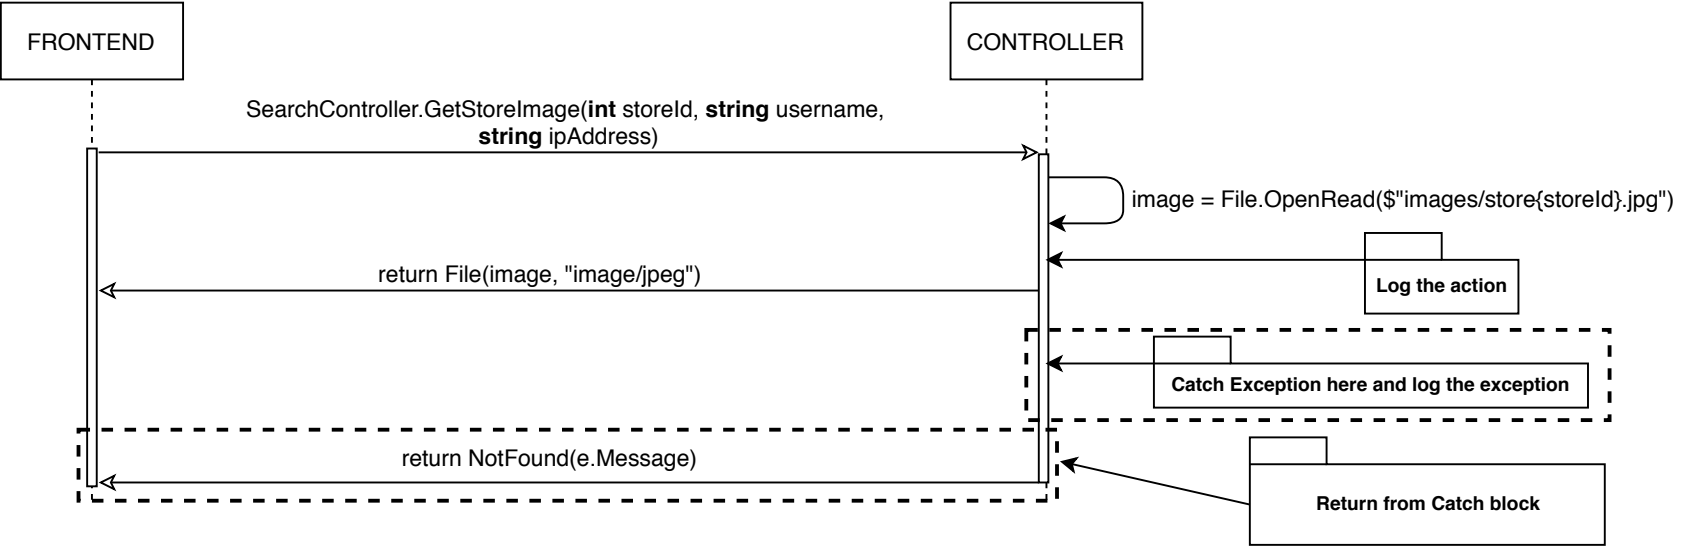 FRONTEND
CONTROLLER
SearchController.GetStoreImage(int storeId, string username,
string ipAddress)
image = File.OpenRead($"images/store{storeId}.jpg")
return File(image, "image/jpeg")
Log the action
Catch Exception here and log the exception
return NotFound(e.Message)
Return from Catch block